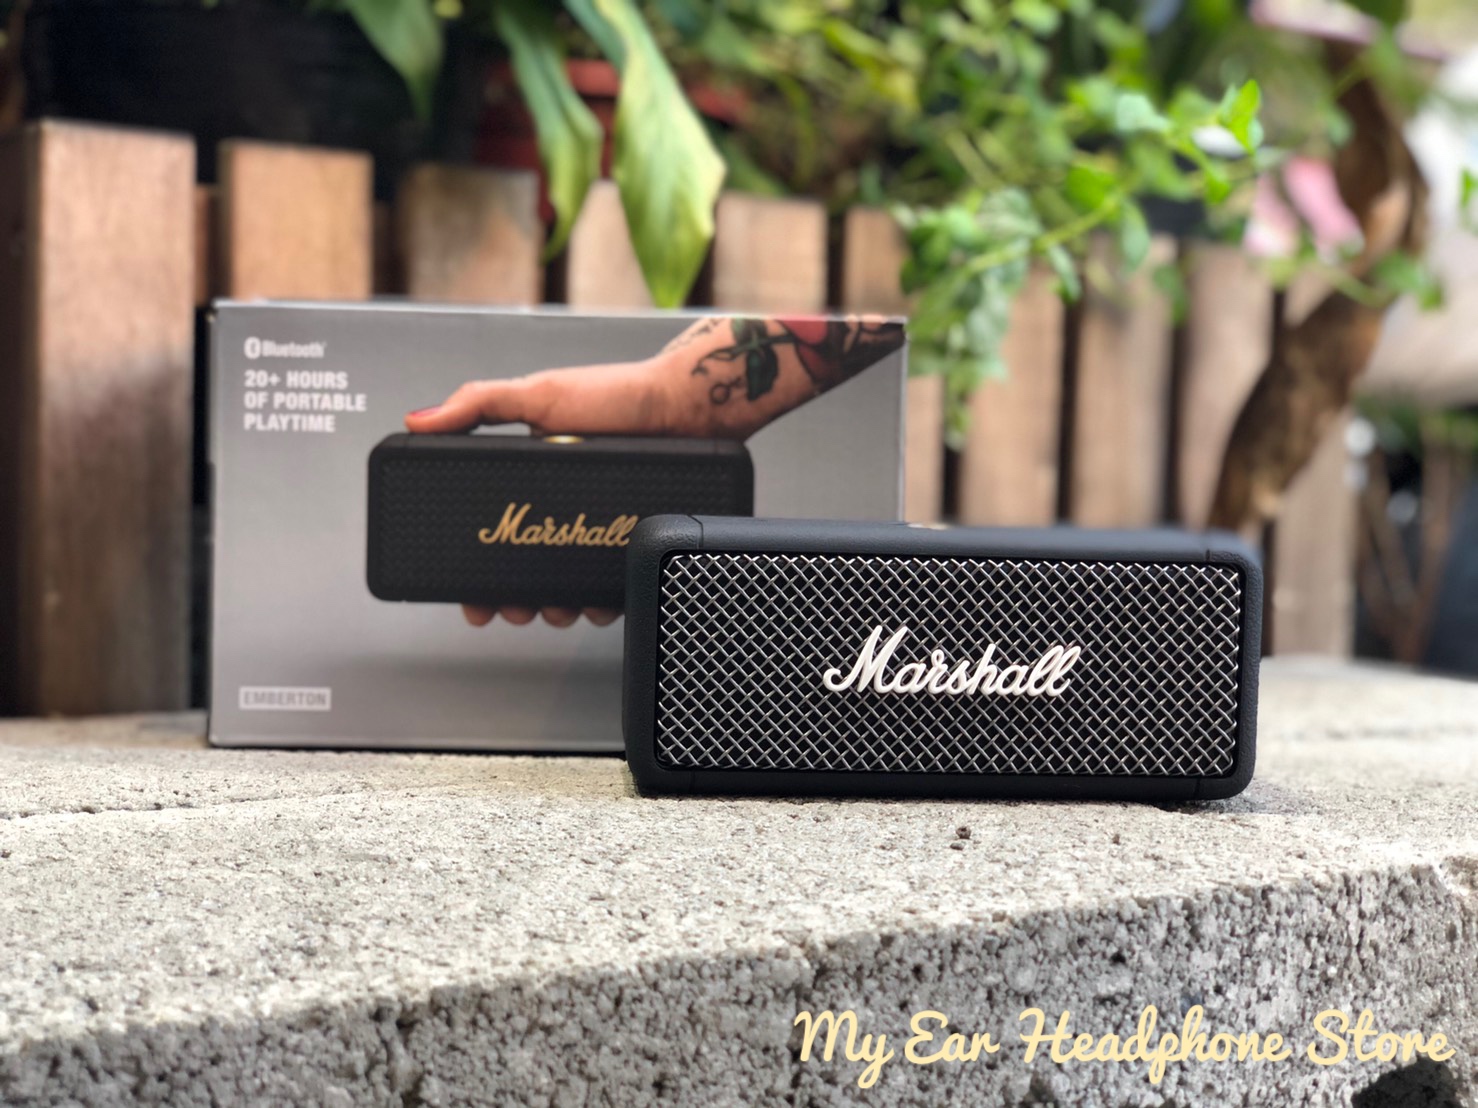 Bluetooth
20+ HOURS
OF PORTABLE
PLAYTIME
Marshall
EMBERTON
Marshall
My Ear Headphone Store